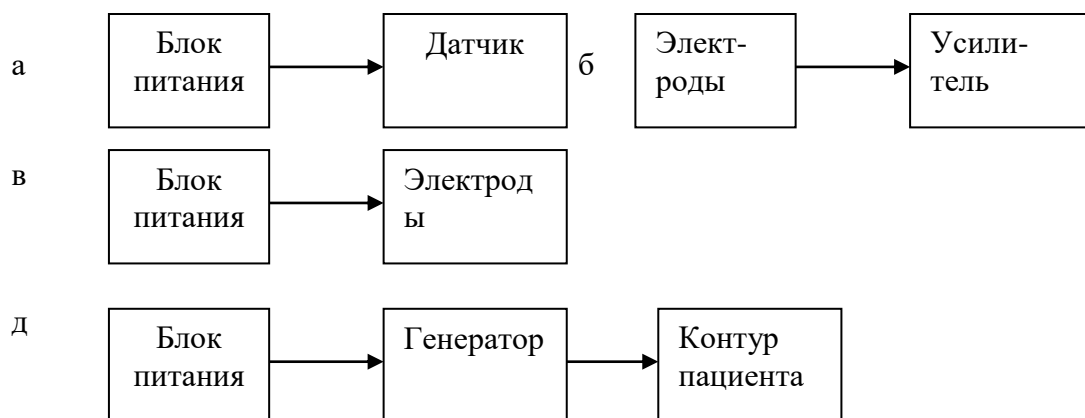 а
Блок
питания
Датчик
б
Элект-
роды
Усили-
тель
в
Блок
питания
Электрод
ы
д
Блок
питания
Генератор
Контур
пациента